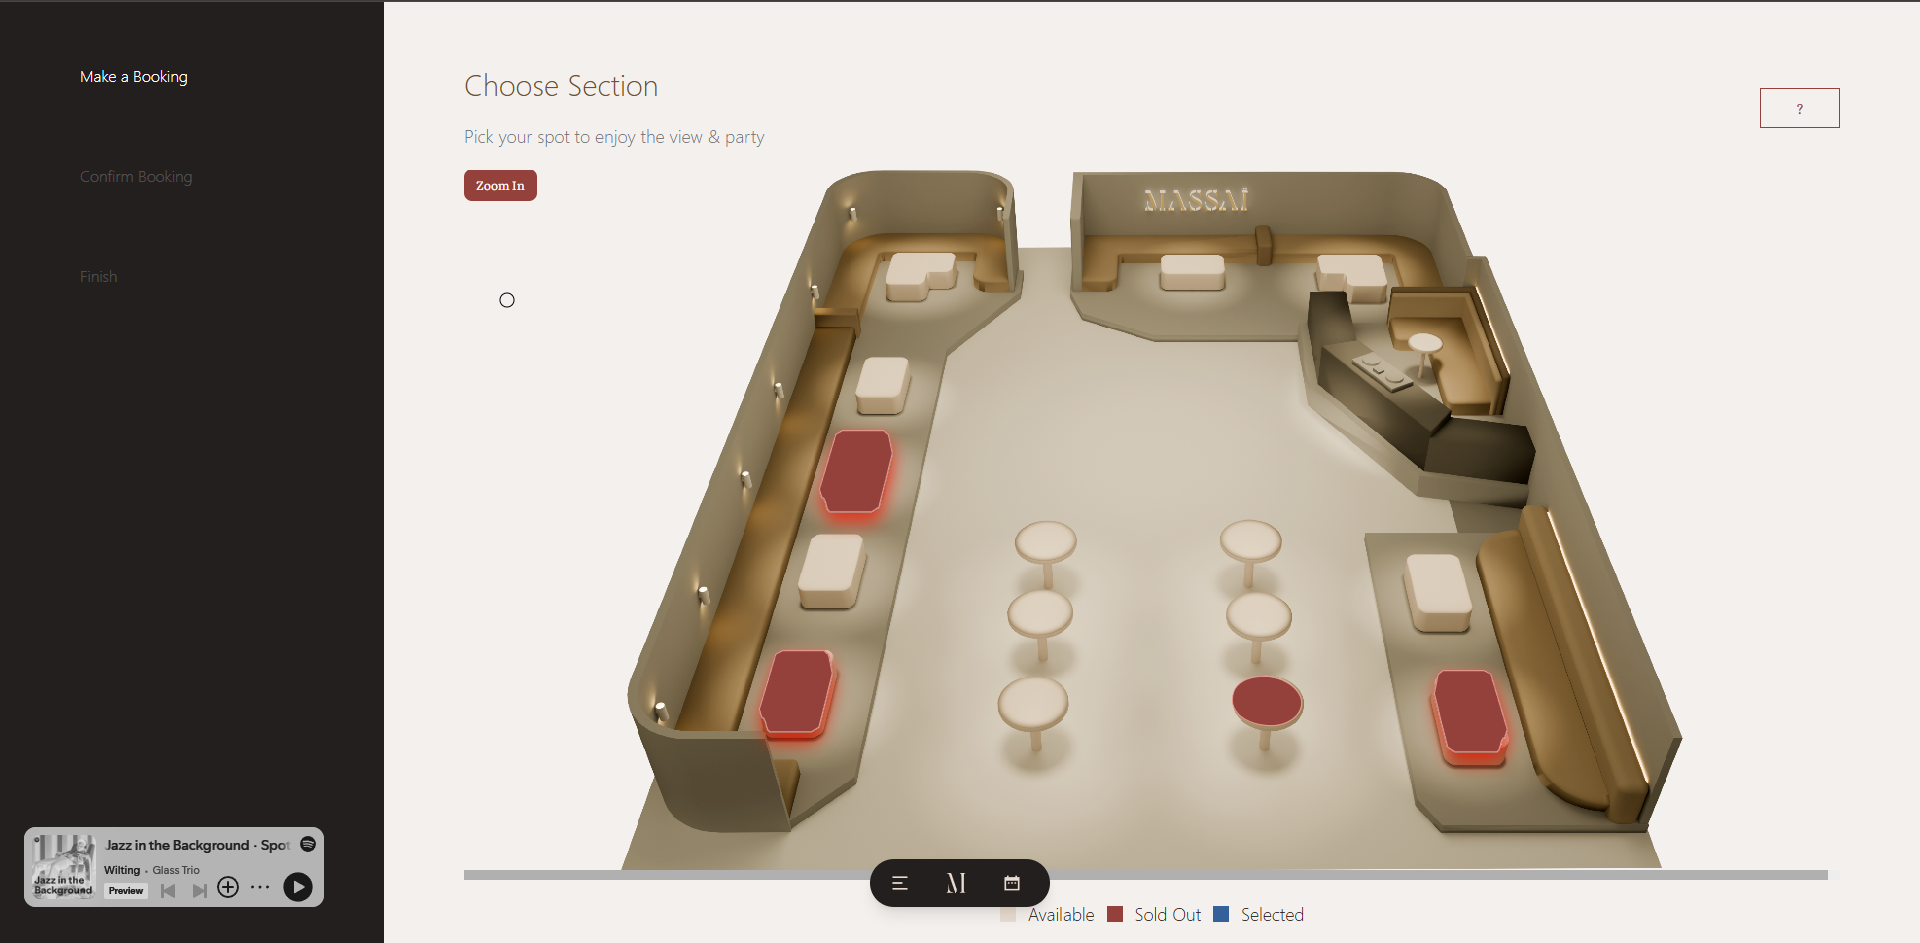 Make a Booking
Confirm Booking
Finish
Choose Section
Pick your spot to enjoy the view & party
Zoom In
?
MASSAI
Jazz in the Background · Spot
Wilting · Glass Trio
Preview
Jazz in the
Background
M
Available
Sold Out
Selected